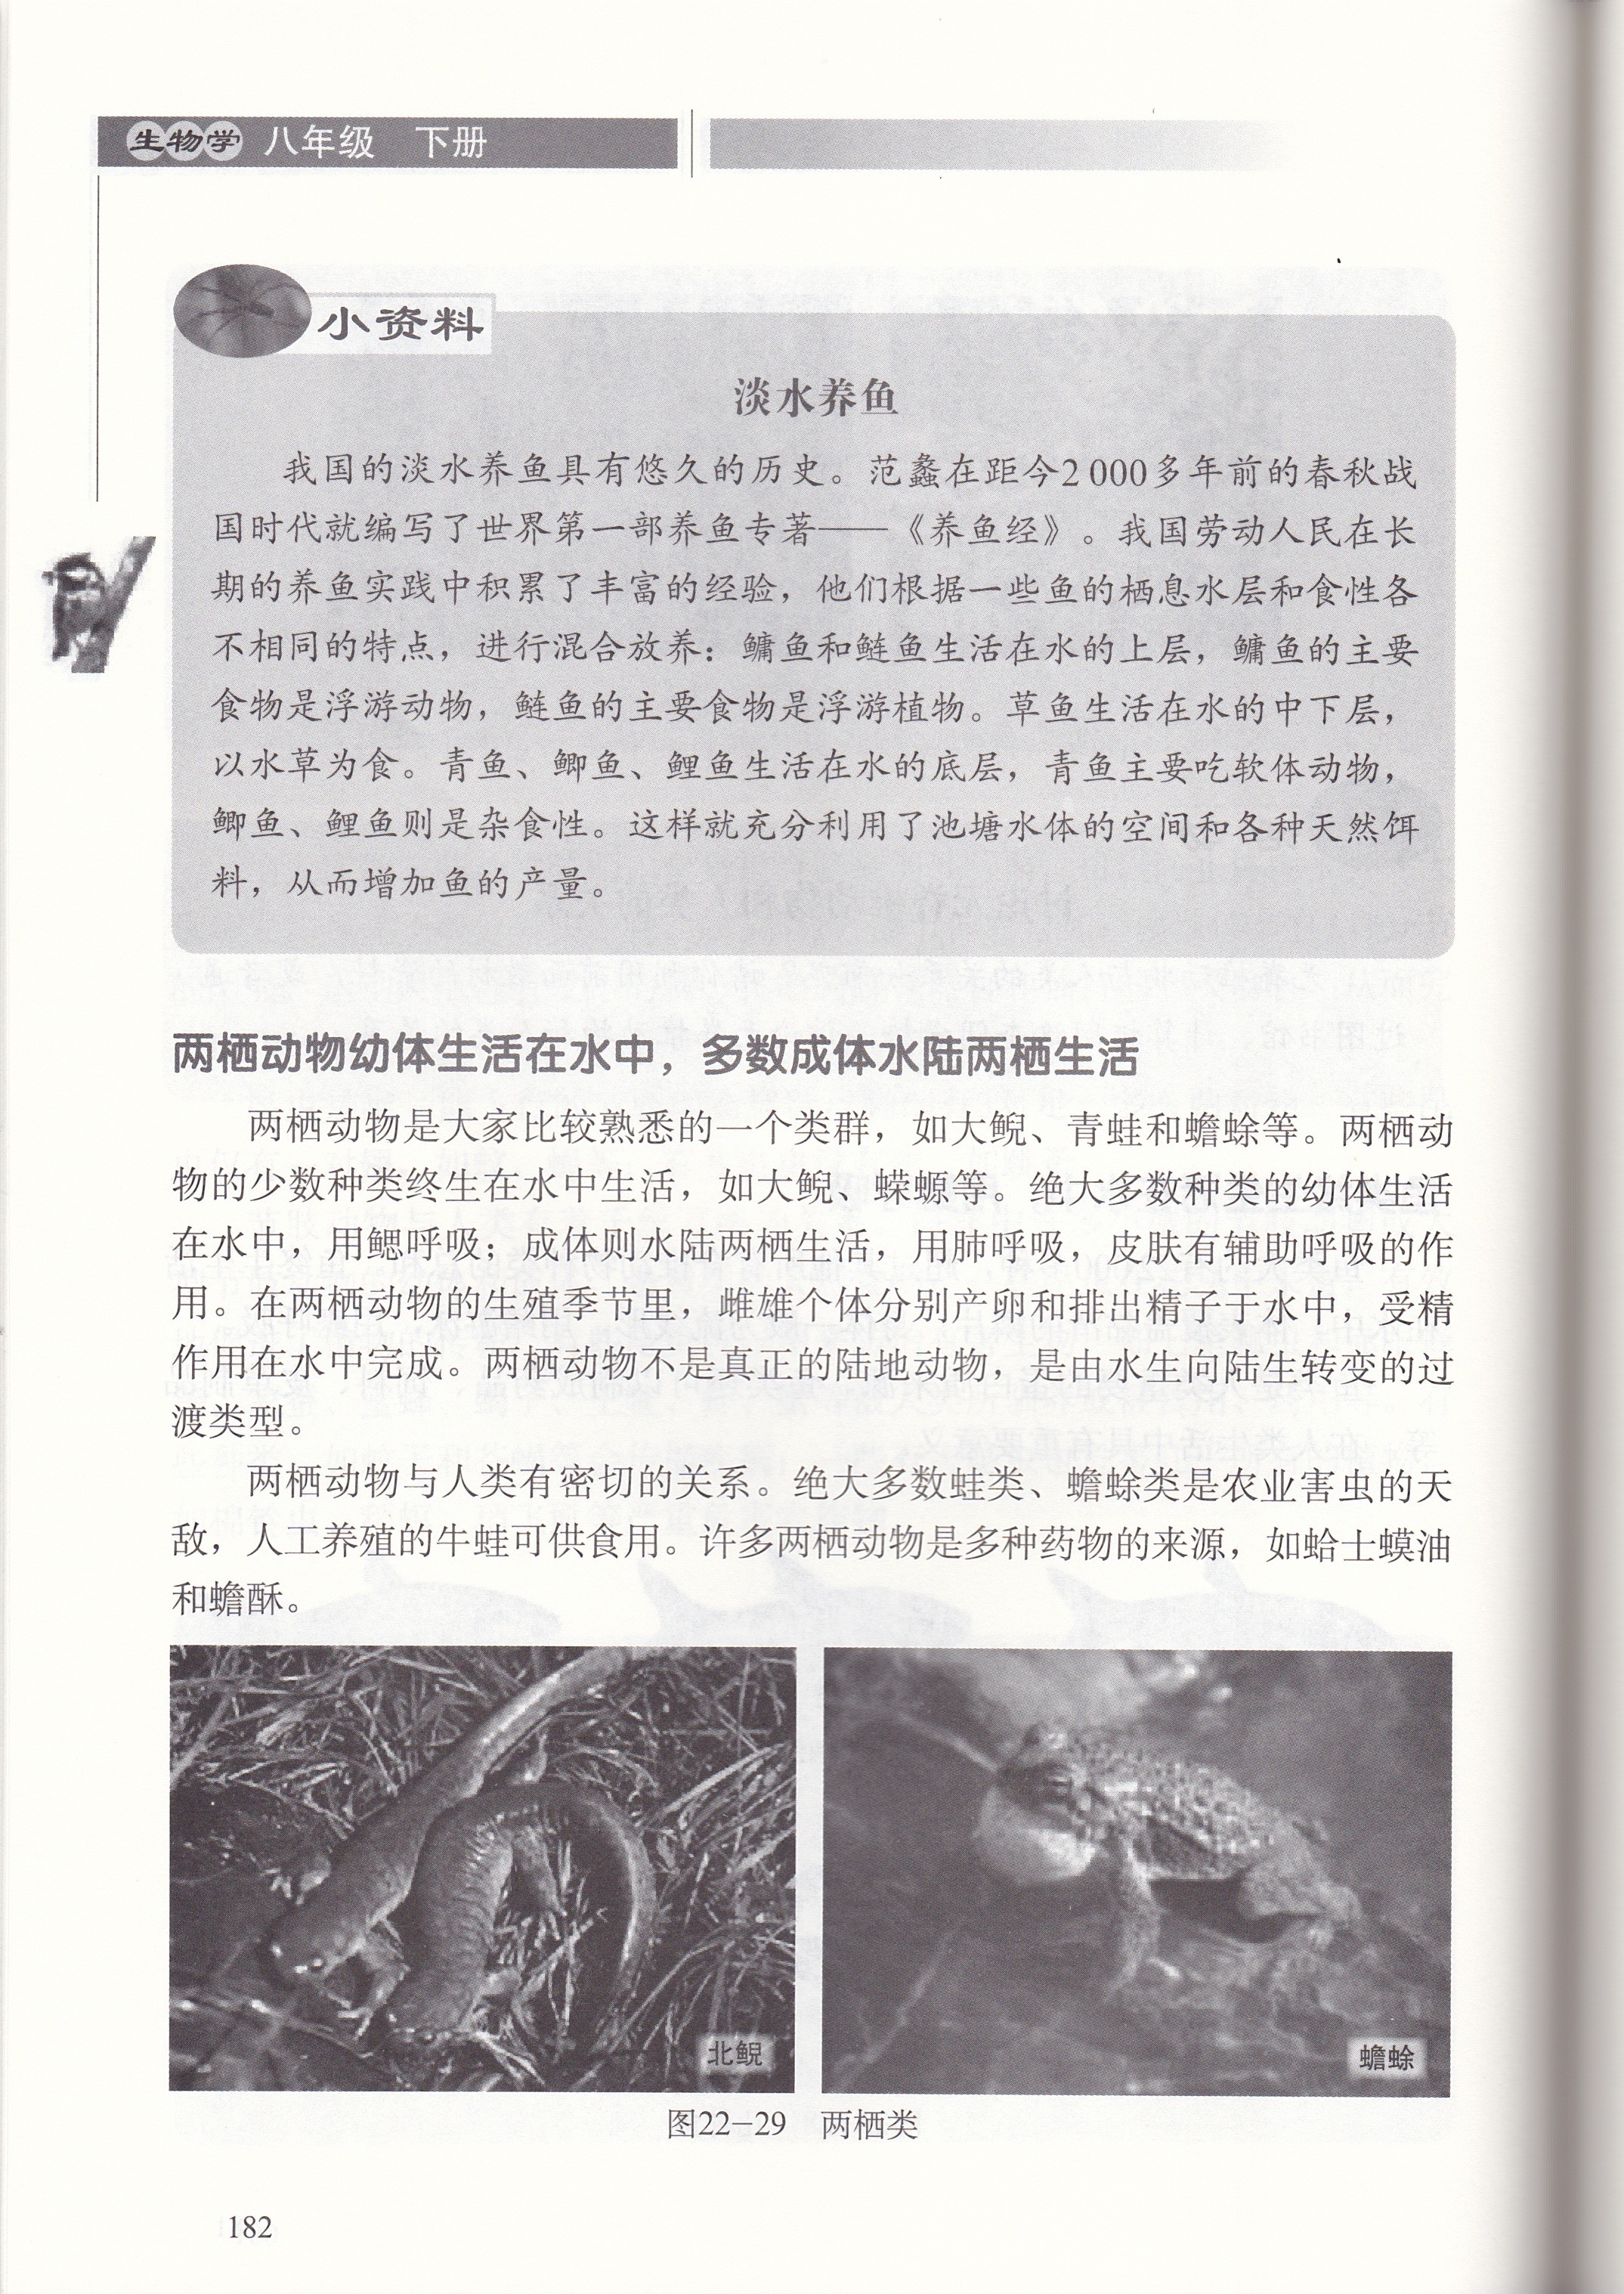 生物学 八年级 下册
小资料
淡水养鱼
我国的淡水养鱼具有悠久的历史。范蠡在距今2 000多年前的春秋战
国时代就编写了世界第一部养鱼专著——《养鱼经》。我国劳动人民在长
期的养鱼实践中积累了丰富的经验，他们根据一些鱼的栖息水层和食性各
不相同的特点，进行混合放养：鳙鱼和鲢鱼生活在水的上层，鳙鱼的主要
食物是浮游动物，鲢鱼的主要食物是浮游植物。草鱼生活在水的中下层，
以水草为食。青鱼、鲫鱼、鲤鱼生活在水的底层，青鱼主要吃软体动物，
鲫鱼、鲤鱼则是杂食性。这样就充分利用了池塘水体的空间和各种天然饵
料，从而增加鱼的产量。
两栖动物幼体生活在水中，多数成体水陆两栖生活
两栖动物是大家比较熟悉的一个类群，如大鲵、青蛙和蟾蜍等。两栖动
物的少数种类终生在水中生活，如大鲵、蝾螈等。绝大多数种类的幼体生活
在水中，用鳃呼吸；成体则水陆两栖生活，用肺呼吸，皮肤有辅助呼吸的作
用。在两栖动物的生殖季节里，雌雄个体分别产卵和排出精子于水中，受精
作用在水中完成。两栖动物不是真正的陆地动物，是由水生向陆生转变的过
渡类型。
两栖动物与人类有密切的关系。绝大多数蛙类、蟾蜍类是农业害虫的天
敌，人工养殖的牛蛙可供食用。许多两栖动物是多种药物的来源，如蛤士蟆油
和蟾酥。
北鲵
蟾蜍
图22-29 两栖类
182